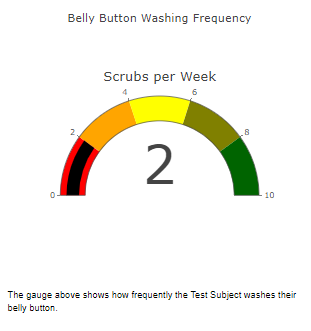 Belly Button Washing Frequency
Scrubs per Week
4
6
2
8
2
0
10
The gauge above shows how frequently the Test Subject washes their
belly button.